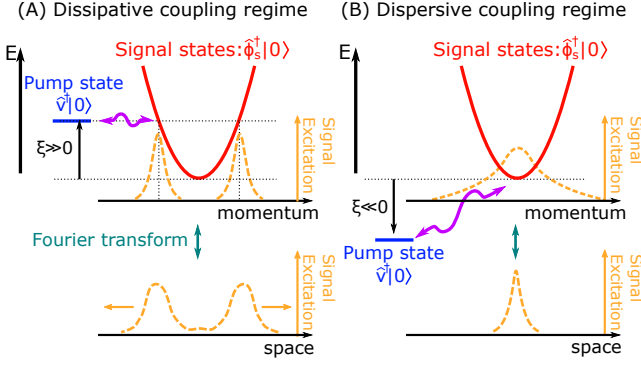 (A) Dissipative coupling regime
(B) Dispersive coupling regime
E
Signal states:ϕ̂ₛ†|0⟩
Pump state
v̂†|0⟩
ξ≫0
Signal
Excitation
momentum
Fourier transform
Signal
Excitation
space
E
Signal states:ϕ̂ₛ†|0⟩
ξ≪0
Signal
Excitation
momentum
Pump state
v̂†|0⟩
Signal
Excitation
space